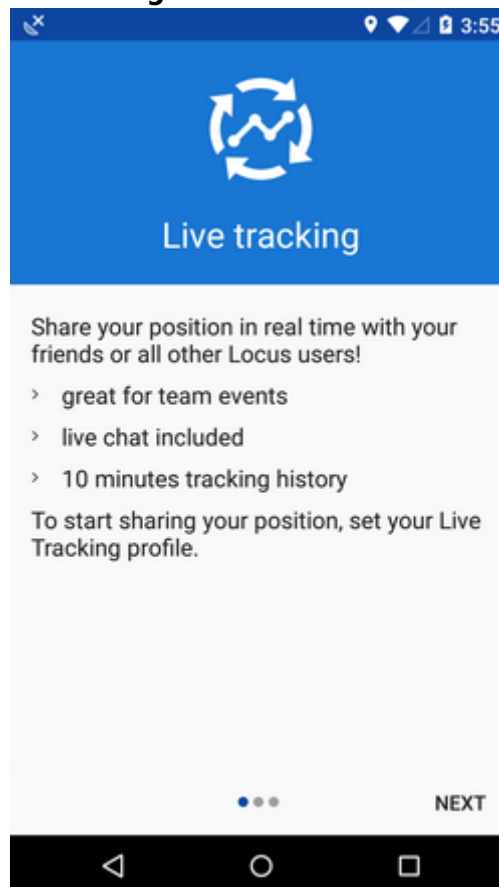 3:55
Live tracking
Share your position in real time with your
friends or all other Locus users!
> great for team events
> live chat included
> 10 minutes tracking history
To start sharing your position, set your Live
Tracking profile.
NEXT